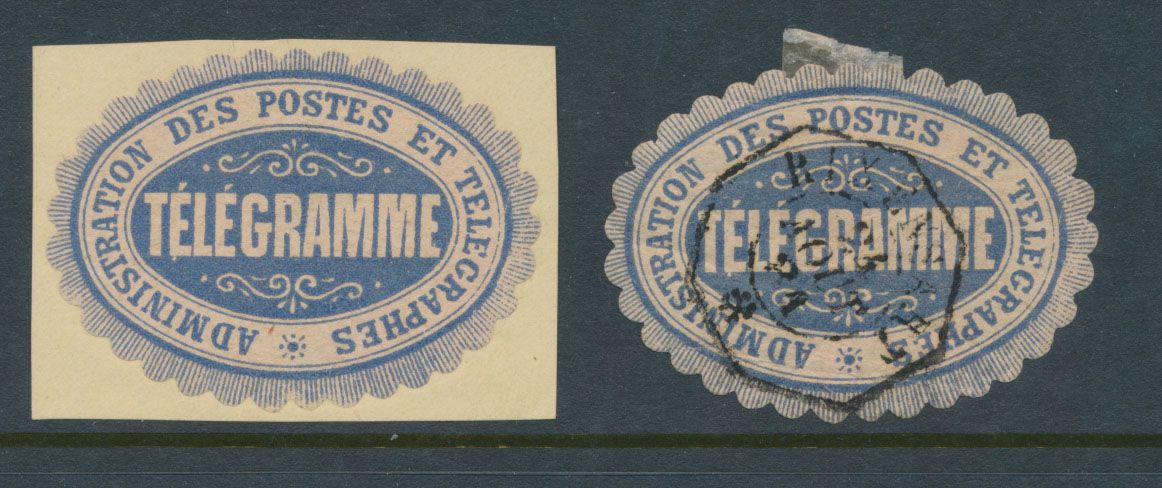 ADMINISTRATION DES POSTES ET TELEGRAPHES
TÉLÉGRAMME
ADMINISTRATION DES POSTES ET TELEGRAPHES
TÉLÉGRAMME